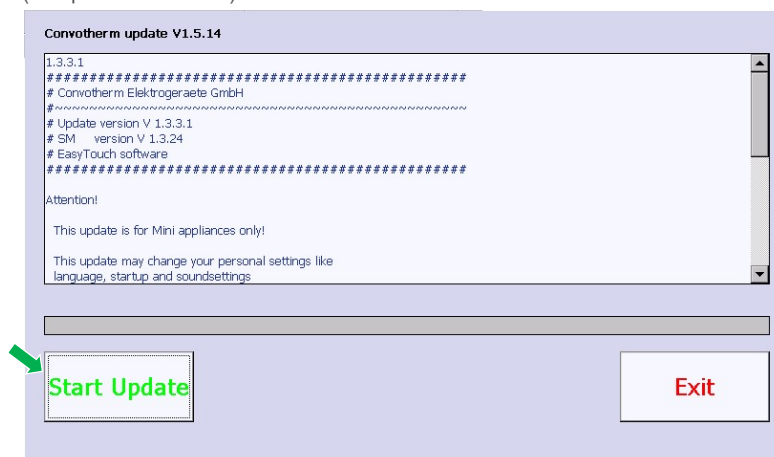 Convotherm update V1.5.14
1.3.3.1
################################################
# Convotherm Elektrogeraete GmbH
#~~~~~~~~~~~~~~~~~~~~~~~~~~~~~~~~~~~~~~~~~~~~~~~~
# Update version V 1.3.3.1
# SM version V 1.3.24
# EasyTouch software
################################################
Attention!
This update is for Mini appliances only!
This update may change your personal settings like
language, startup and soundsettings
Start Update
Exit